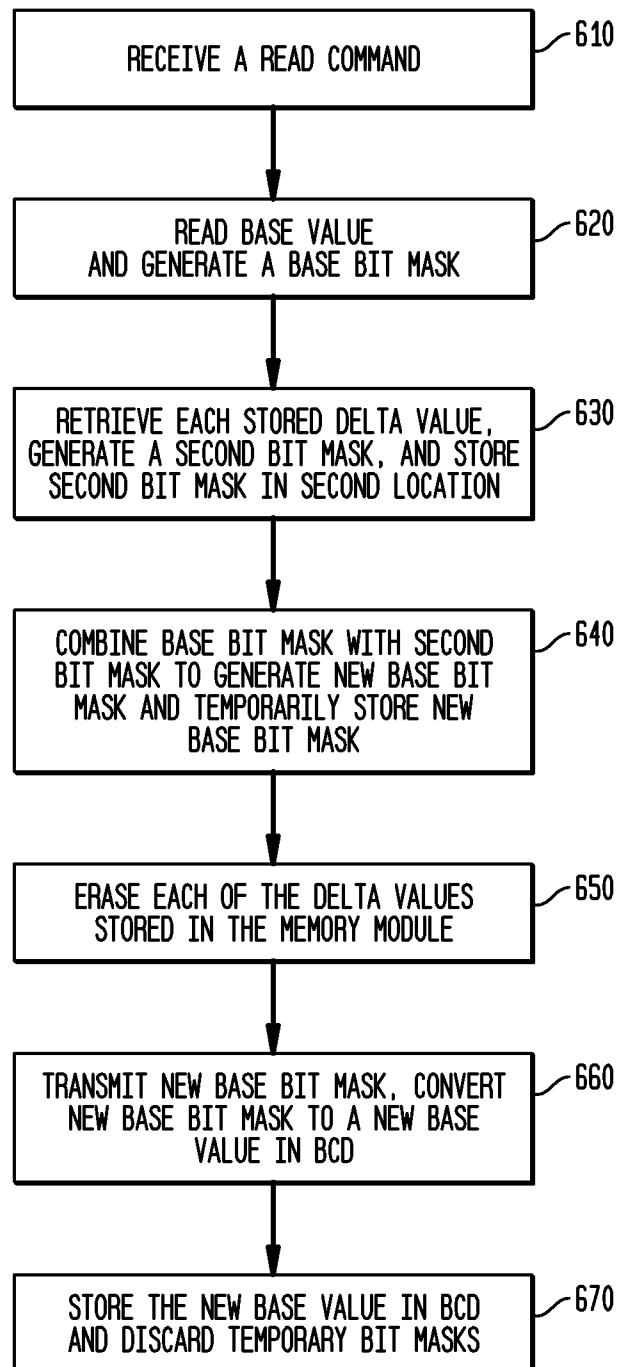 RECEIVE A READ COMMAND
610
READ BASE VALUE
AND GENERATE A BASE BIT MASK
620
RETRIEVE EACH STORED DELTA VALUE,
GENERATE A SECOND BIT MASK, AND STORE
SECOND BIT MASK IN SECOND LOCATION
630
COMBINE BASE BIT MASK WITH SECOND
BIT MASK TO GENERATE NEW BASE BIT
MASK AND TEMPORARILY STORE NEW
BASE BIT MASK
640
ERASE EACH OF THE DELTA VALUES
STORED IN THE MEMORY MODULE
650
TRANSMIT NEW BASE BIT MASK, CONVERT
NEW BASE BIT MASK TO A NEW BASE
VALUE IN BCD
660
STORE THE NEW BASE VALUE IN BCD
AND DISCARD TEMPORARY BIT MASKS
670